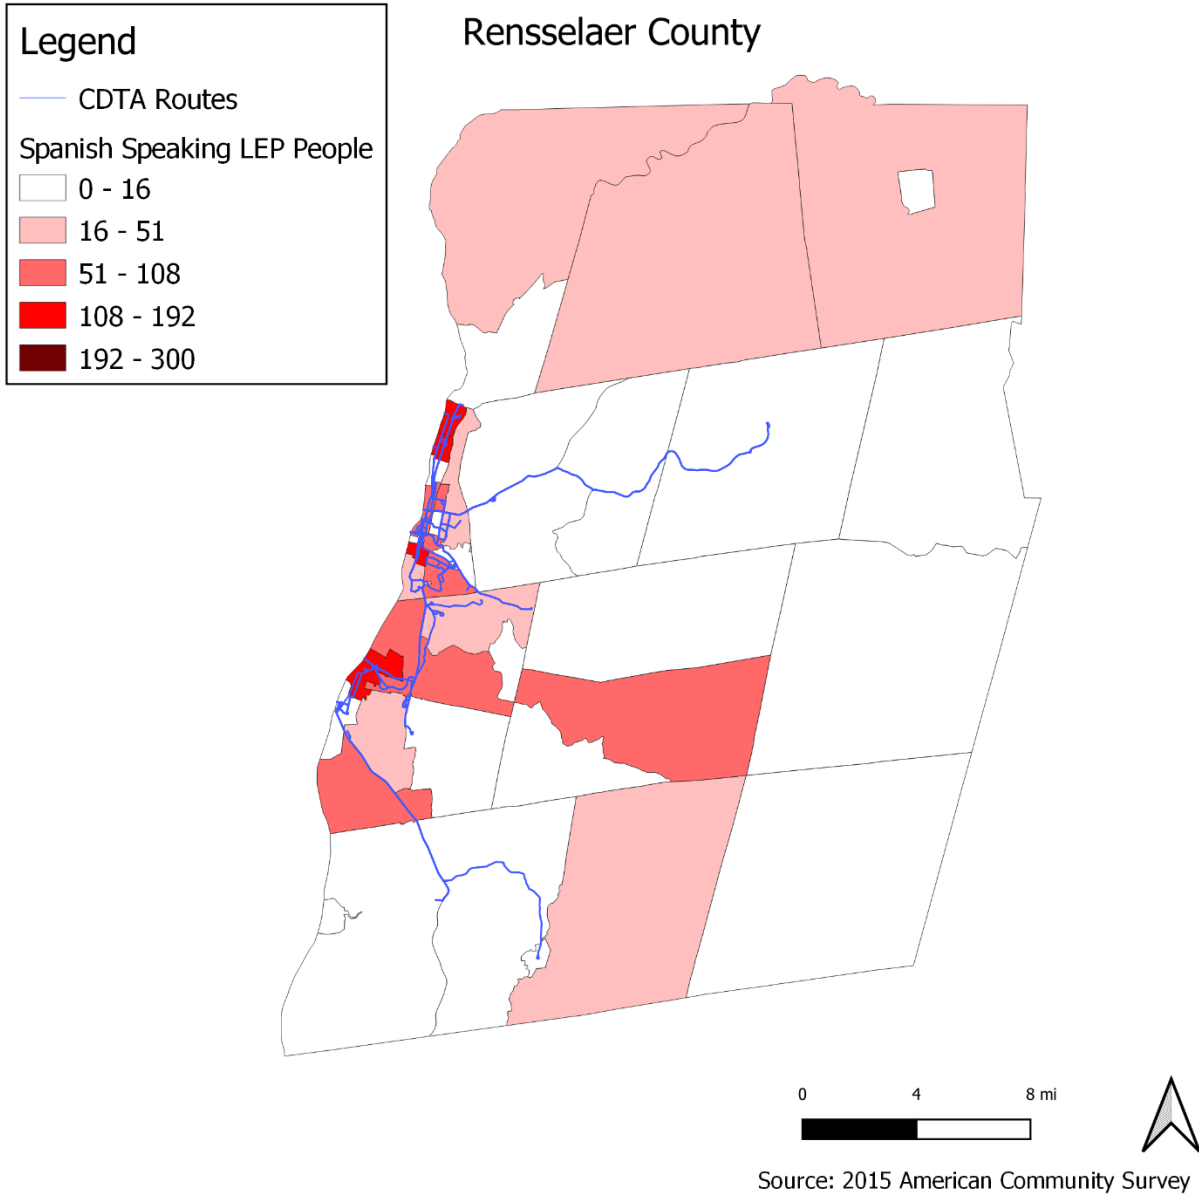 Rensselaer County
Legend
CDTA Routes
Spanish Speaking LEP People
0 - 16
16 - 51
51 - 108
108 - 192
192 - 300
0 4 8 mi
Source: 2015 American Community Survey